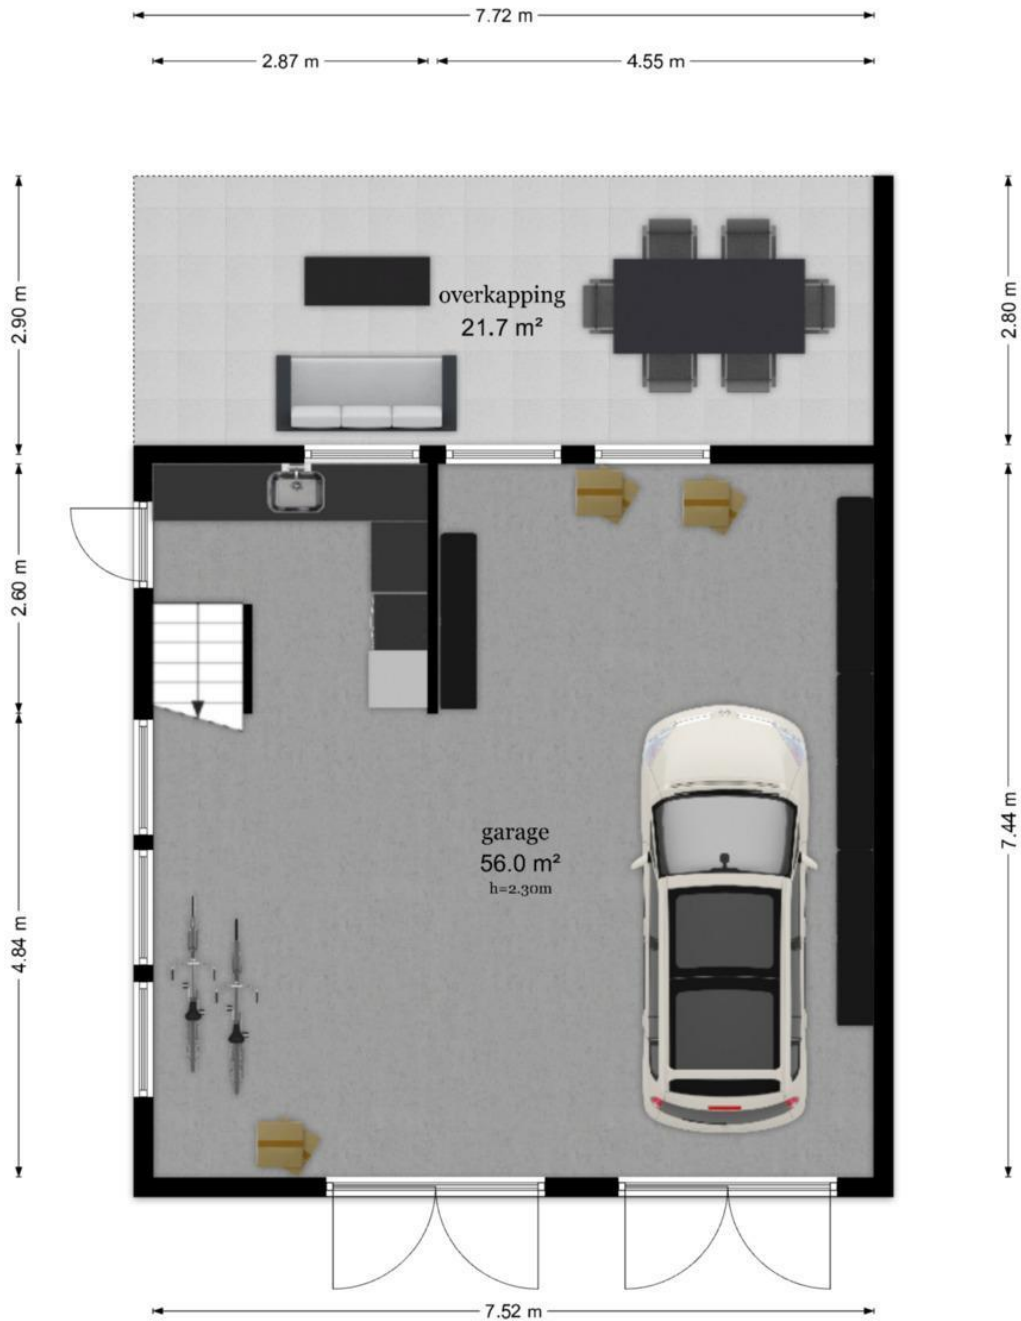 7.72 m
2.87 m
4.55 m
2.90 m
2.80 m
overkapping
21.7 m²
2.60 m
7.44 m
garage
56.0 m²
h=2.30m
4.84 m
7.52 m